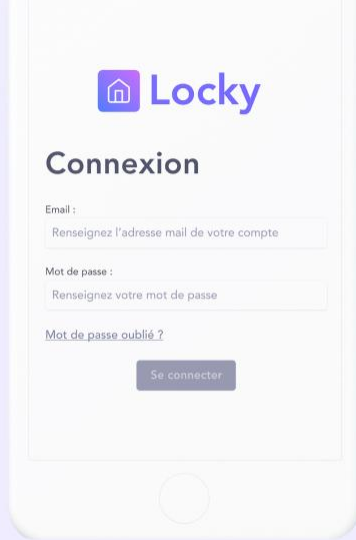 Locky
Connexion
Email :
Renseignez l'adresse mail de votre compte
Mot de passe :
Renseignez votre mot de passe
Mot de passe oublié ?
Se connecter